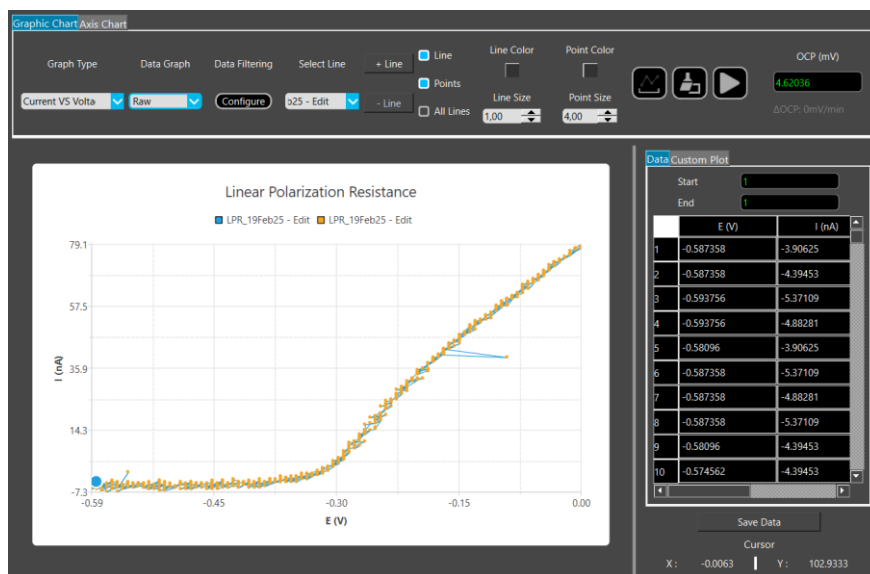 Graphic Chart Axis Chart
Graph Type Data Graph Data Filtering Select Line + Line Line Line Color Point Color OCP (mV)
Current VS Volta Raw Configure b25 - Edit - Line Points Line Size Point Size 4.62036
All Lines 1,00 4,00 ΔOCP: 0mV/min
Linear Polarization Resistance
LPR_19Feb25 - Edit LPR_19Feb25 - Edit
79.1
57.5
35.9
14.3
-7.3
I (nA)
-0.59 -0.45 -0.30 -0.15 0.00
E (V)
Data Custom Plot
Start 1
End 1
E (V) I (nA)
1 -0.587358 -3.90625
2 -0.587358 -4.39453
3 -0.593756 -5.37109
4 -0.593756 -4.88281
5 -0.58096 -3.90625
6 -0.587358 -5.37109
7 -0.587358 -4.88281
8 -0.587358 -5.37109
9 -0.58096 -4.39453
10 -0.574562 -4.39453
Save Data
Cursor
X : -0.0063 Y : 102.9333